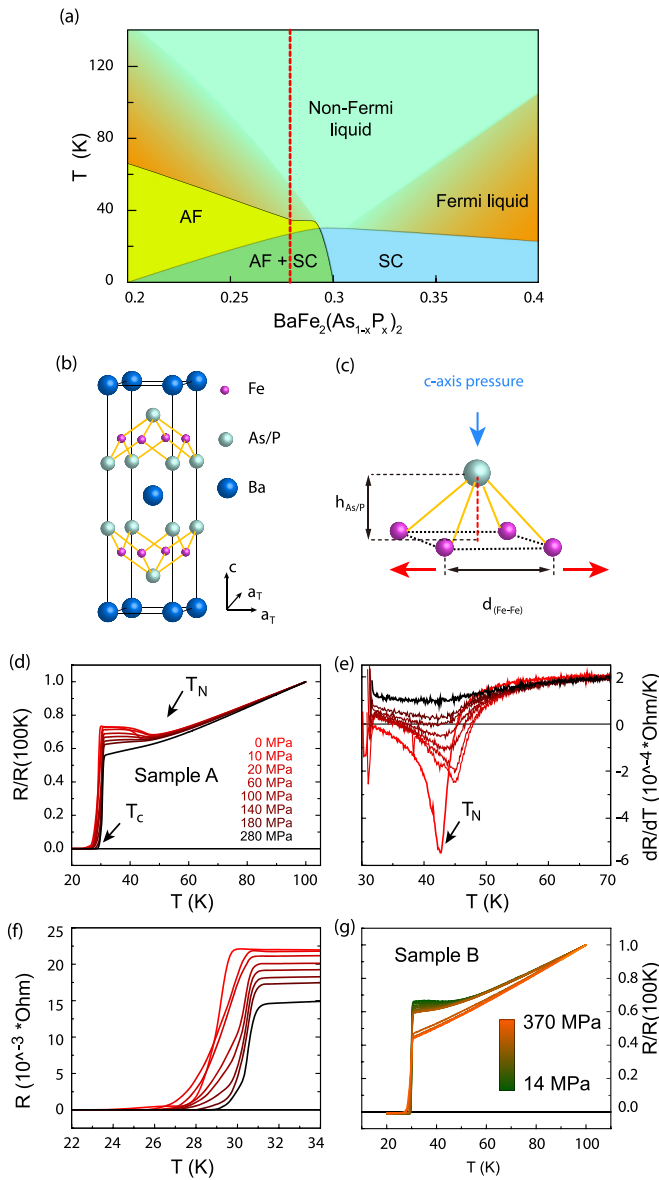 (a)
120
80
40
0
T (K)
Non-Fermi
liquid
AF
Fermi liquid
AF + SC
SC
0.2
0.25
0.3
0.35
0.4
BaFe2(As1-xPx)2
(b)
Fe
As/P
Ba
c
aT
aT
(c)
c-axis pressure
hAs/P
d(Fe-Fe)
(d)
1.0
0.8
0.6
0.4
0.2
0.0
R/R(100K)
TN
Sample A
Tc
0 MPa
10 MPa
20 MPa
60 MPa
100 MPa
140 MPa
180 MPa
280 MPa
20
40
60
80
100
T (K)
(e)
2
0
-2
-4
-6
dR/dT (10^-4 *Ohm/K)
TN
30
40
50
60
70
T (K)
(f)
25
20
15
10
5
0
R (10^-3 *Ohm)
22
24
26
28
30
32
34
T (K)
(g)
Sample B
370 MPa
14 MPa
1.0
0.8
0.6
0.4
0.2
0.0
R/R(100K)
20
40
60
80
100
T (K)